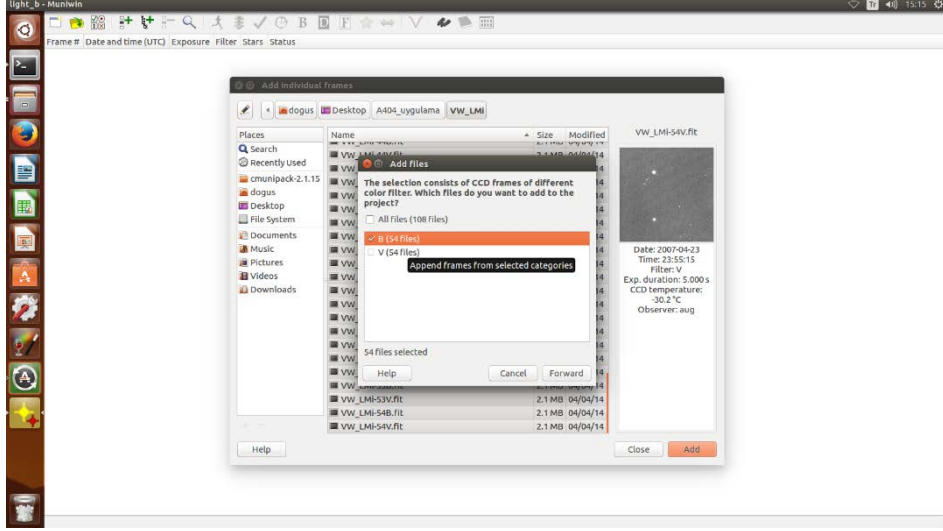 light_b - Muniwin
Tr
15:15
B D F
Frame # Date and time (UTC) Exposure Filter Stars Status
Add individual frames
dogus Desktop A404_uygulama VW_LMi
Places
Search
Recently Used
cmunipack-2.1.15
dogus
Desktop
File System
Documents
Music
Pictures
Videos
Downloads
Name Size Modified
VW_LMi-53V.fit 2.1 MB 04/04/14
VW_LMi-54B.fit 2.1 MB 04/04/14
VW_LMi-54V.fit 2.1 MB 04/04/14
Add files
The selection consists of CCD frames of different
color filter. Which files do you want to add to the
project?
All files (108 files)
B (54 files)
V (54 files)
Append frames from selected categories
54 files selected
Help Cancel Forward
VW_LMi-54V.fit
Date: 2007-04-23
Time: 23:55:15
Filter: V
Exp. duration: 5.000 s
CCD temperature:
-30.2 °C
Observer: aug
Help Close Add